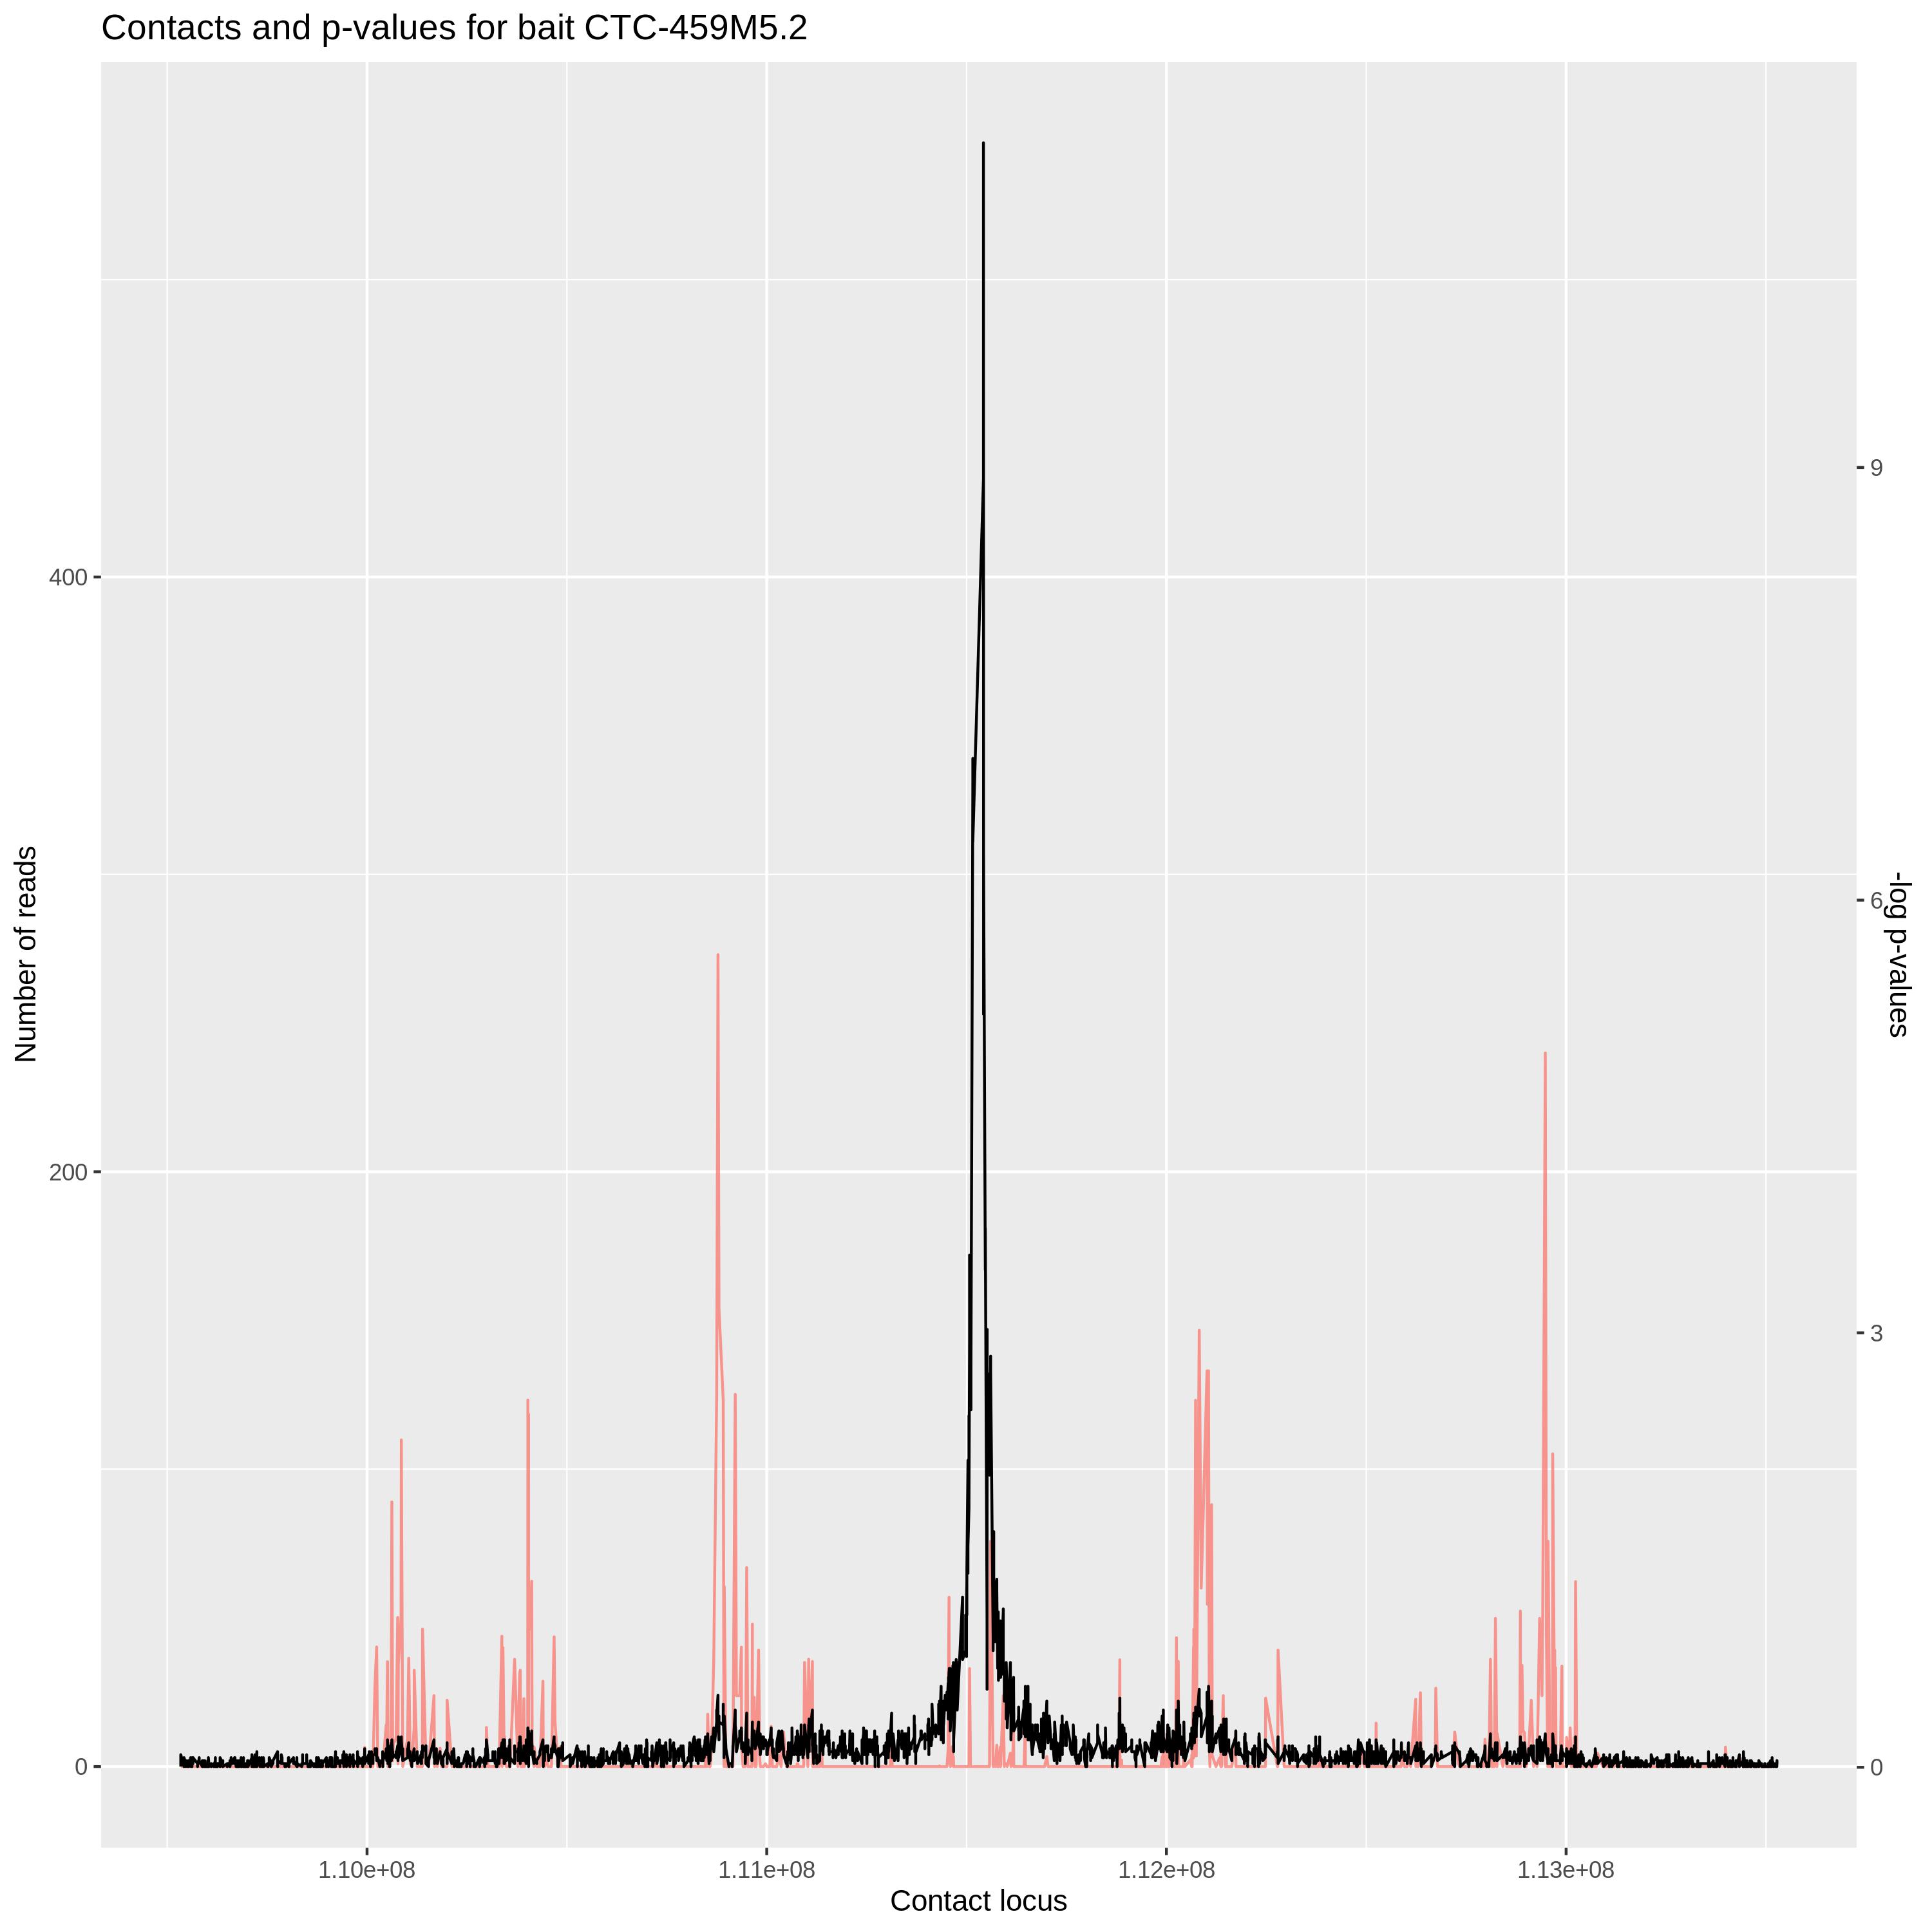 Contacts and p-values for bait CTC-459M5.2
Number of reads
400
200
0
9
6
3
0
-log p-values
1.10e+08
1.11e+08
1.12e+08
1.13e+08
Contact locus